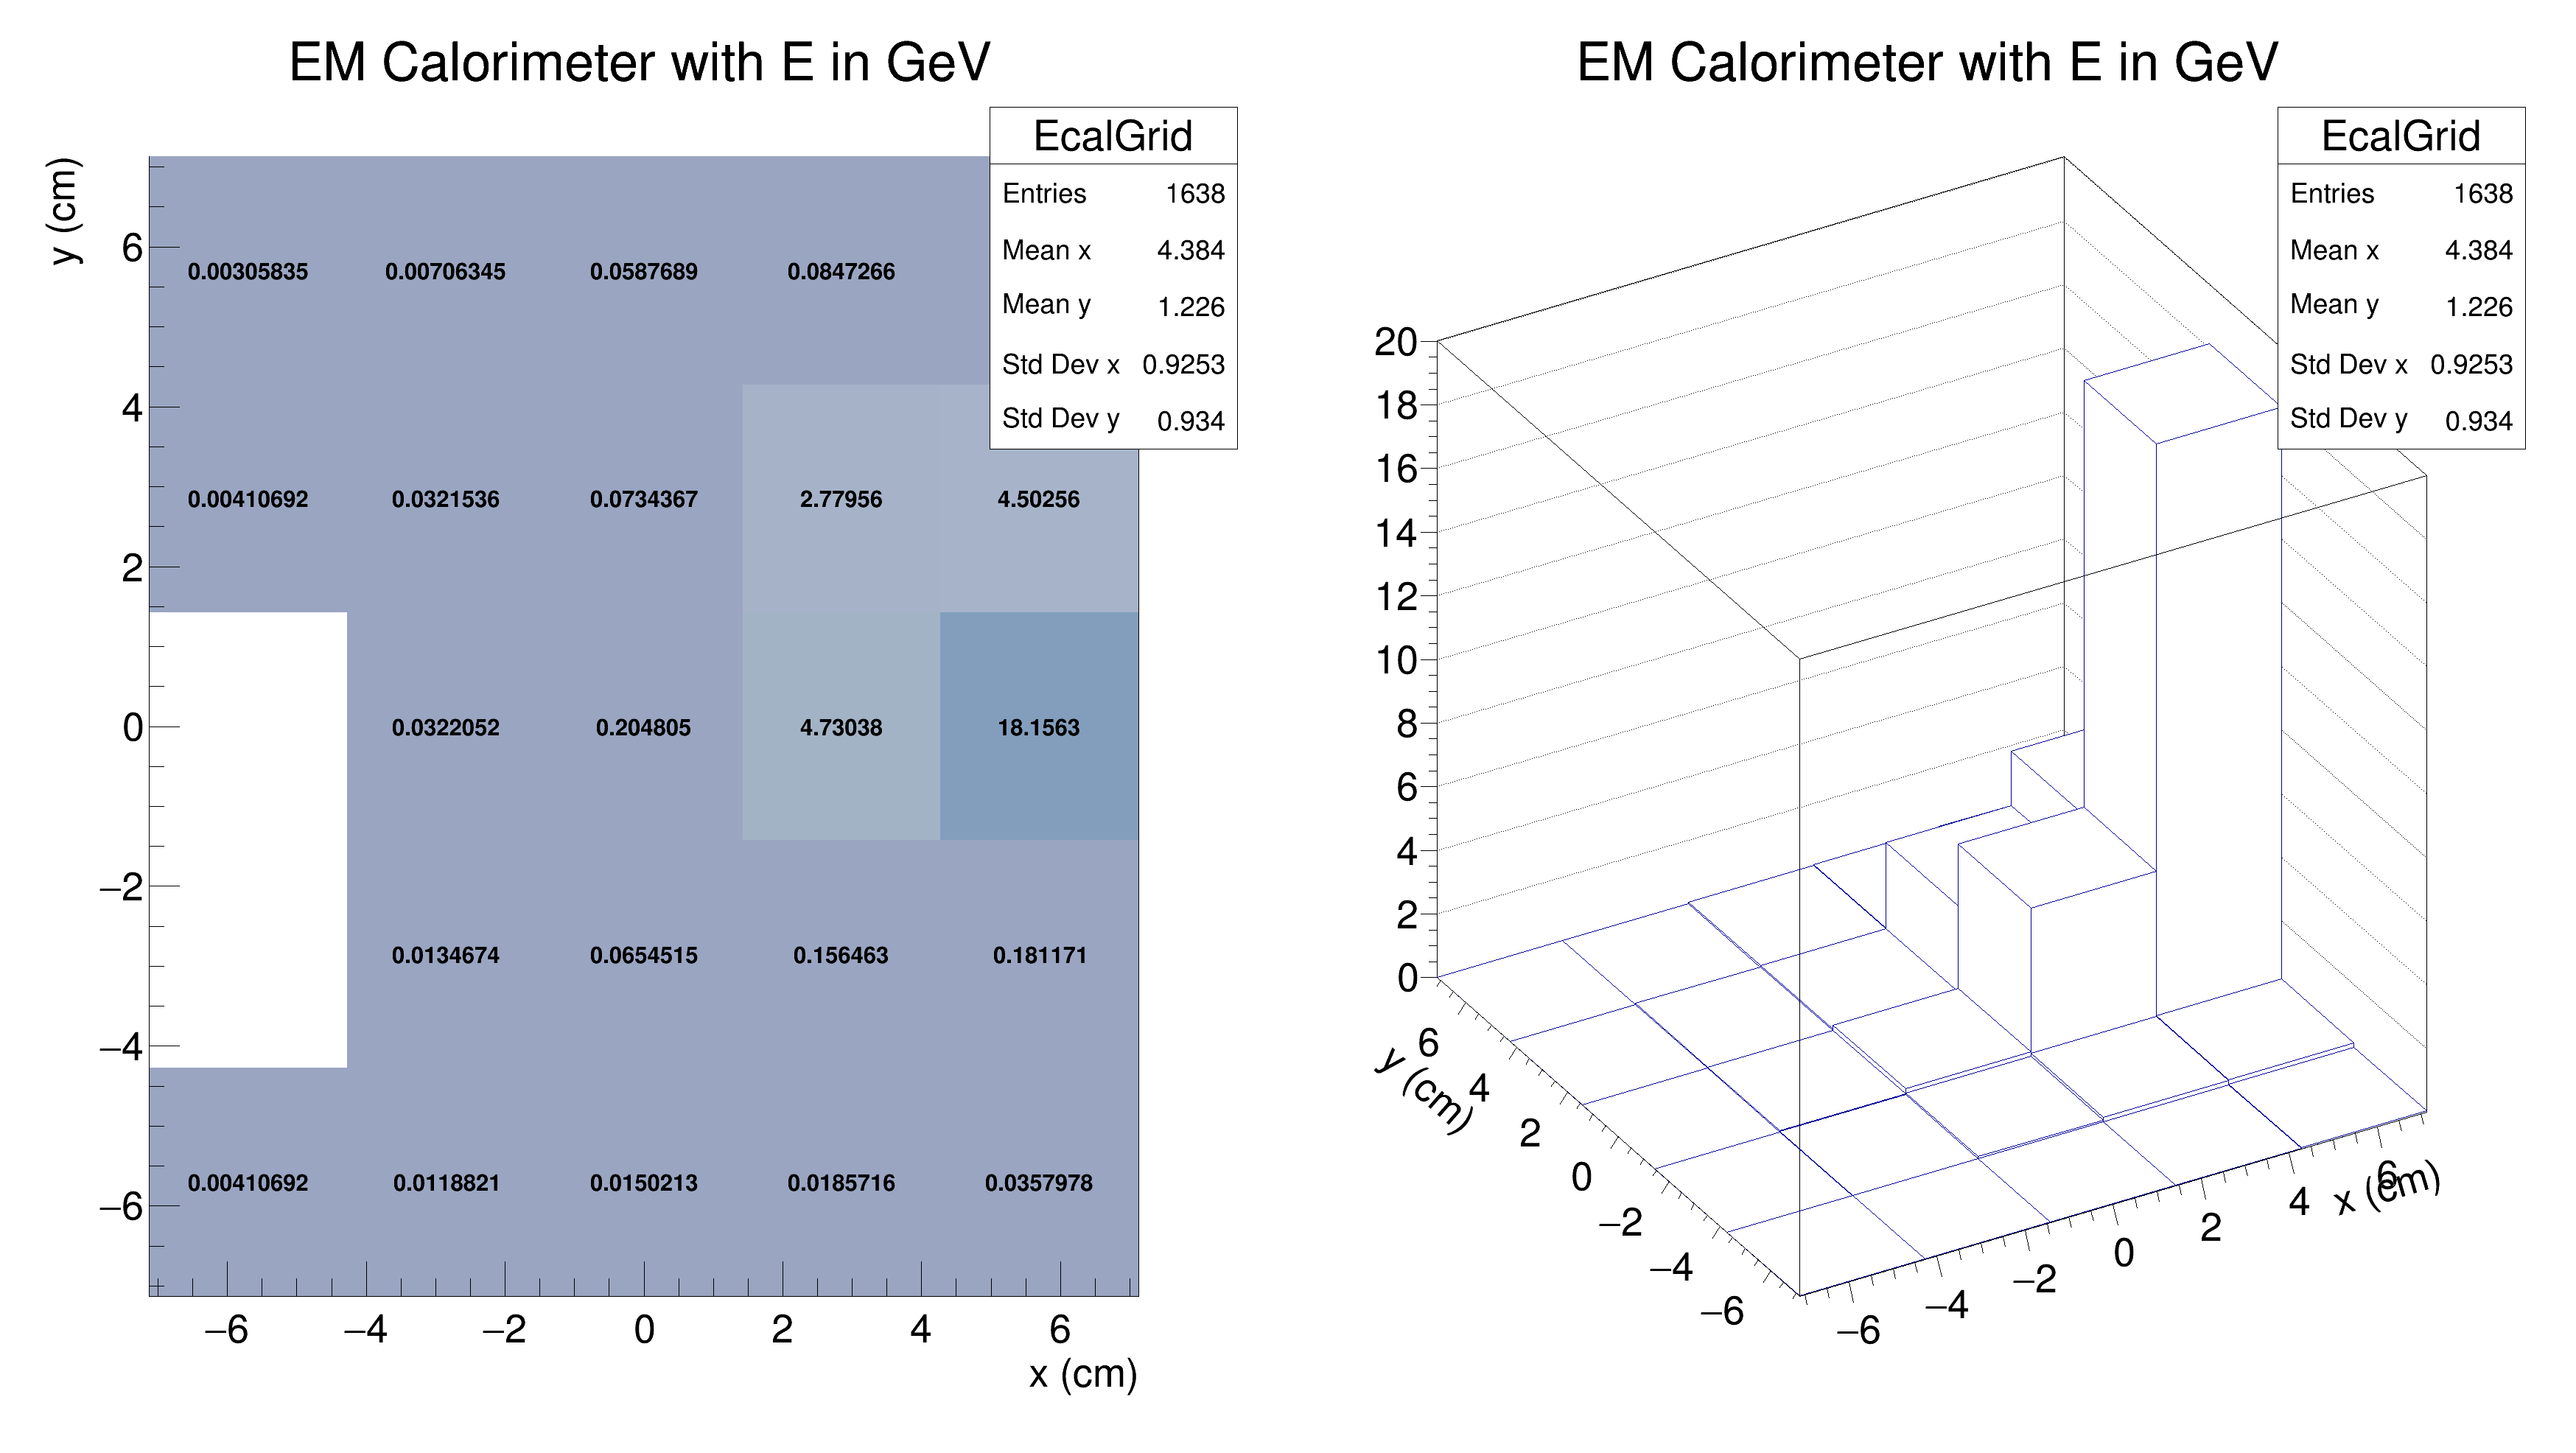 EM Calorimeter with E in GeV
EcalGrid
Entries 1638
Mean x 4.384
Mean y 1.226
Std Dev x 0.9253
Std Dev y 0.934
y (cm)
6
4
2
0
−2
−4
−6
0.00305835 0.00706345 0.0587689 0.0847266
0.00410692 0.0321536 0.0734367 2.77956 4.50256
0.0322052 0.204805 4.73038 18.1563
0.0134674 0.0654515 0.156463 0.181171
0.00410692 0.0118821 0.0150213 0.0185716 0.0357978
−6 −4 −2 0 2 4 6
x (cm)
EM Calorimeter with E in GeV
EcalGrid
Entries 1638
Mean x 4.384
Mean y 1.226
Std Dev x 0.9253
Std Dev y 0.934
20
18
16
14
12
10
8
6
4
2
0
y (cm)
6
4
2
0
−2
−4
−6
−6 −4 −2 0 2 4 6
x (cm)